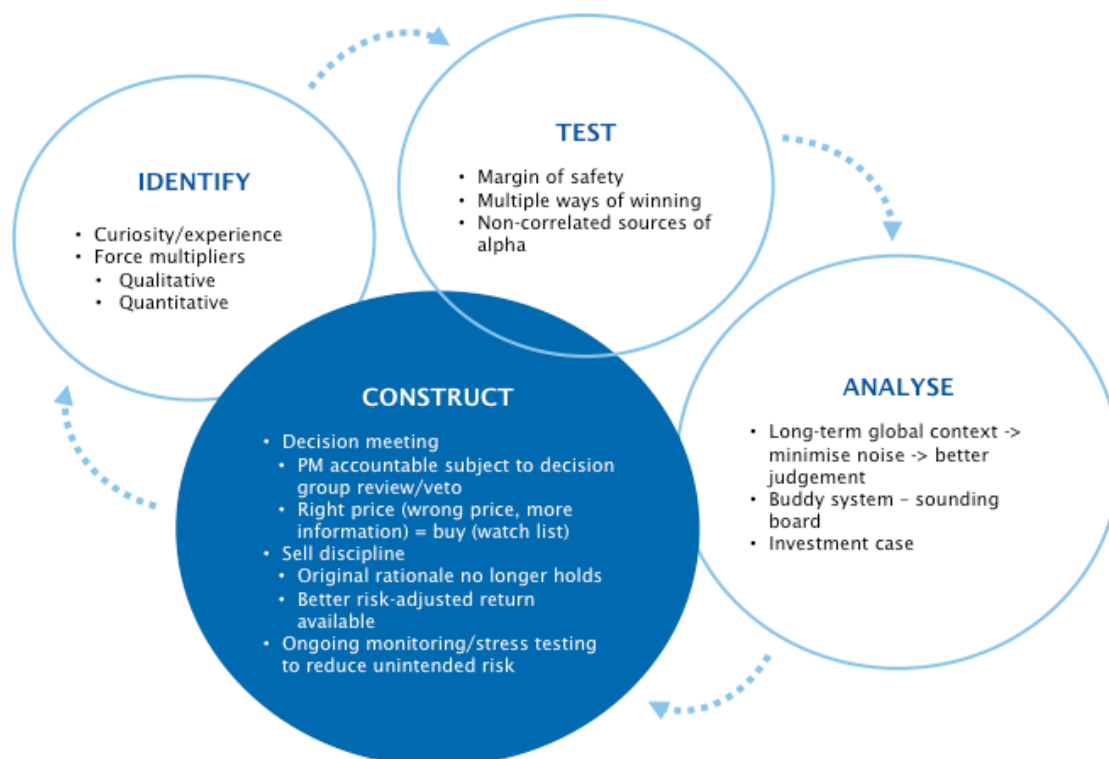 IDENTIFY
• Curiosity/experience
• Force multipliers
• Qualitative
• Quantitative
TEST
• Margin of safety
• Multiple ways of winning
• Non-correlated sources of
alpha
ANALYSE
• Long-term global context ->
minimise noise -> better
judgement
• Buddy system – sounding
board
• Investment case
CONSTRUCT
• Decision meeting
• PM accountable subject to decision
group review/veto
• Right price (wrong price, more
information) = buy (watch list)
• Sell discipline
• Original rationale no longer holds
• Better risk-adjusted return
available
• Ongoing monitoring/stress testing
to reduce unintended risk